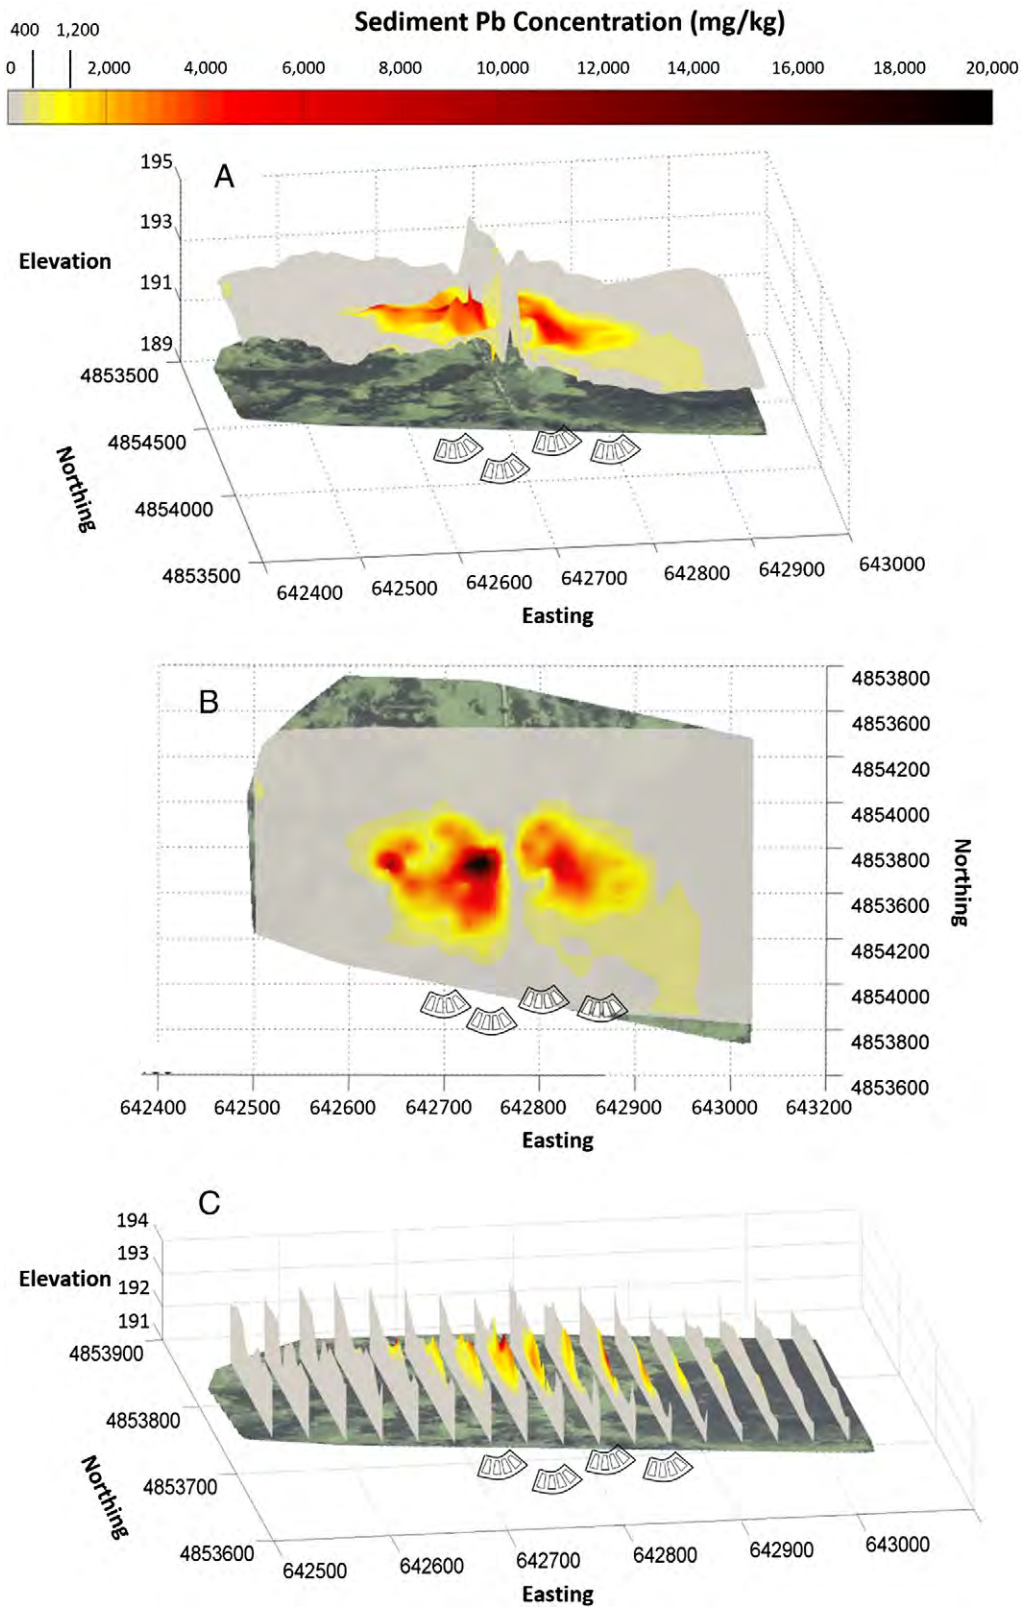 Sediment Pb Concentration (mg/kg)
400 1,200
0 2,000 4,000 6,000 8,000 10,000 12,000 14,000 16,000 18,000 20,000
A
195
193
Elevation
191
189
4853500
4854500
4854000
4853500
Northing
642400 642500 642600 642700 642800 642900 643000
Easting
B
4853800
4853600
4854200
4854000
4853800
4853600
4854200
4854000
4853800
4853600
Northing
642400 642500 642600 642700 642800 642900 643000 643200
Easting
C
194
193
Elevation 192
191
4853900
4853800
4853700
4853600
Northing
642500 642600 642700 642800 642900 643000
Easting